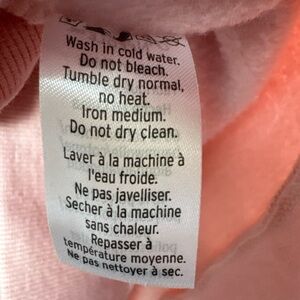 Wash in cold water.
Do not bleach.
Tumble dry normal,
no heat.
Iron medium.
Do not dry clean.
Laver à la machine à
l'eau froide.
Ne pas javelliser.
Secher à la machine
sans chaleur.
Repasser à
température moyenne.
Ne pas nettoyer à sec.